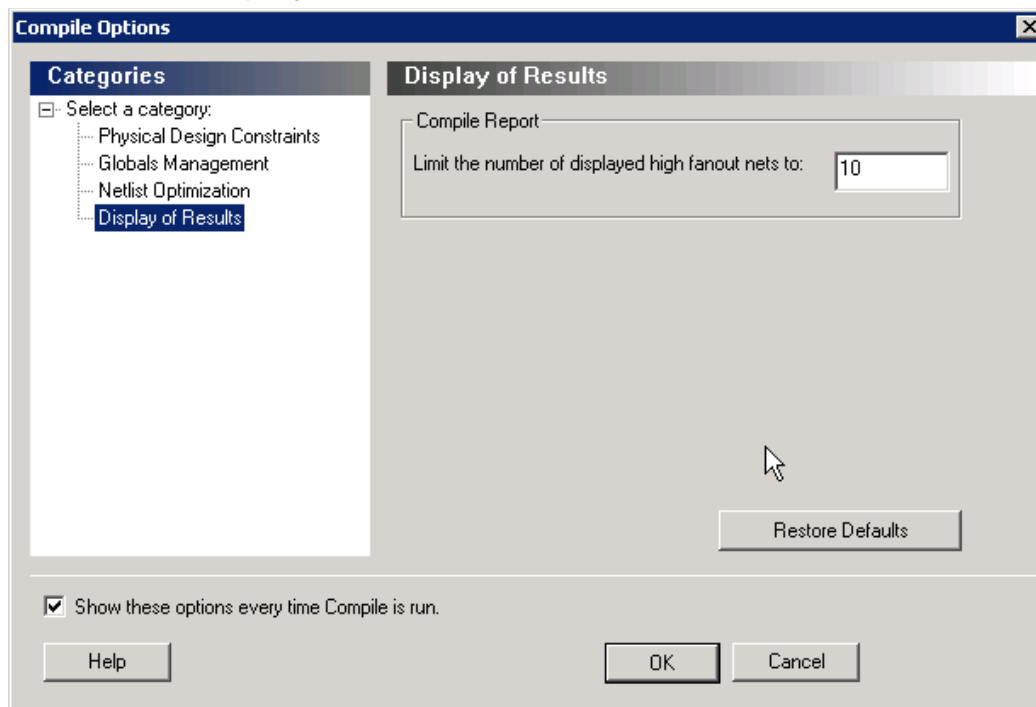 Compile Options
Categories
Select a category:
Physical Design Constraints
Globals Management
Netlist Optimization
Display of Results
Display of Results
Compile Report
Limit the number of displayed high fanout nets to: 10
Restore Defaults
Show these options every time Compile is run.
Help OK Cancel